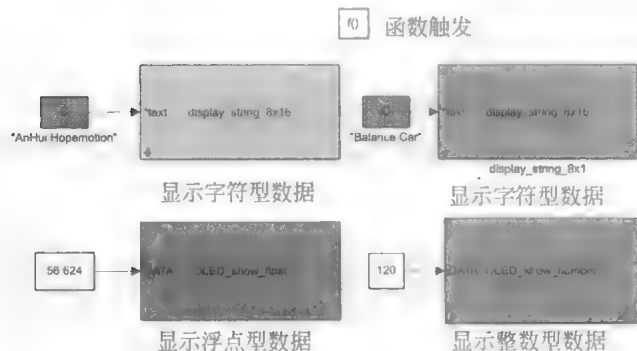 f()
函数触发
*text
display_string_8x16
"AnHui Hopemotion"
显示字符型数据
*text
display_string_8x16
"Balance Car"
display_string_8x1
显示字符型数据
56.624
DATA
OLED_show_float
显示浮点型数据
120
DATA
OLED_show_number
显示整数型数据